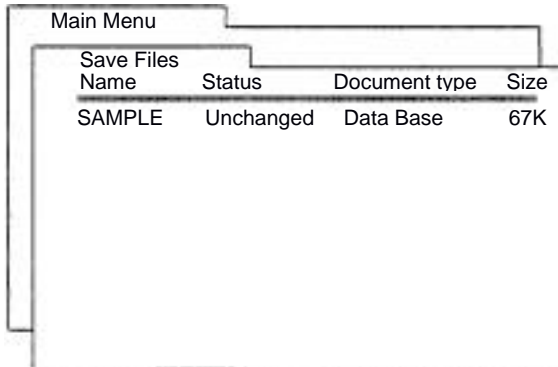 Main Menu
Save Files
Name Status Document type Size
SAMPLE Unchanged Data Base 67K